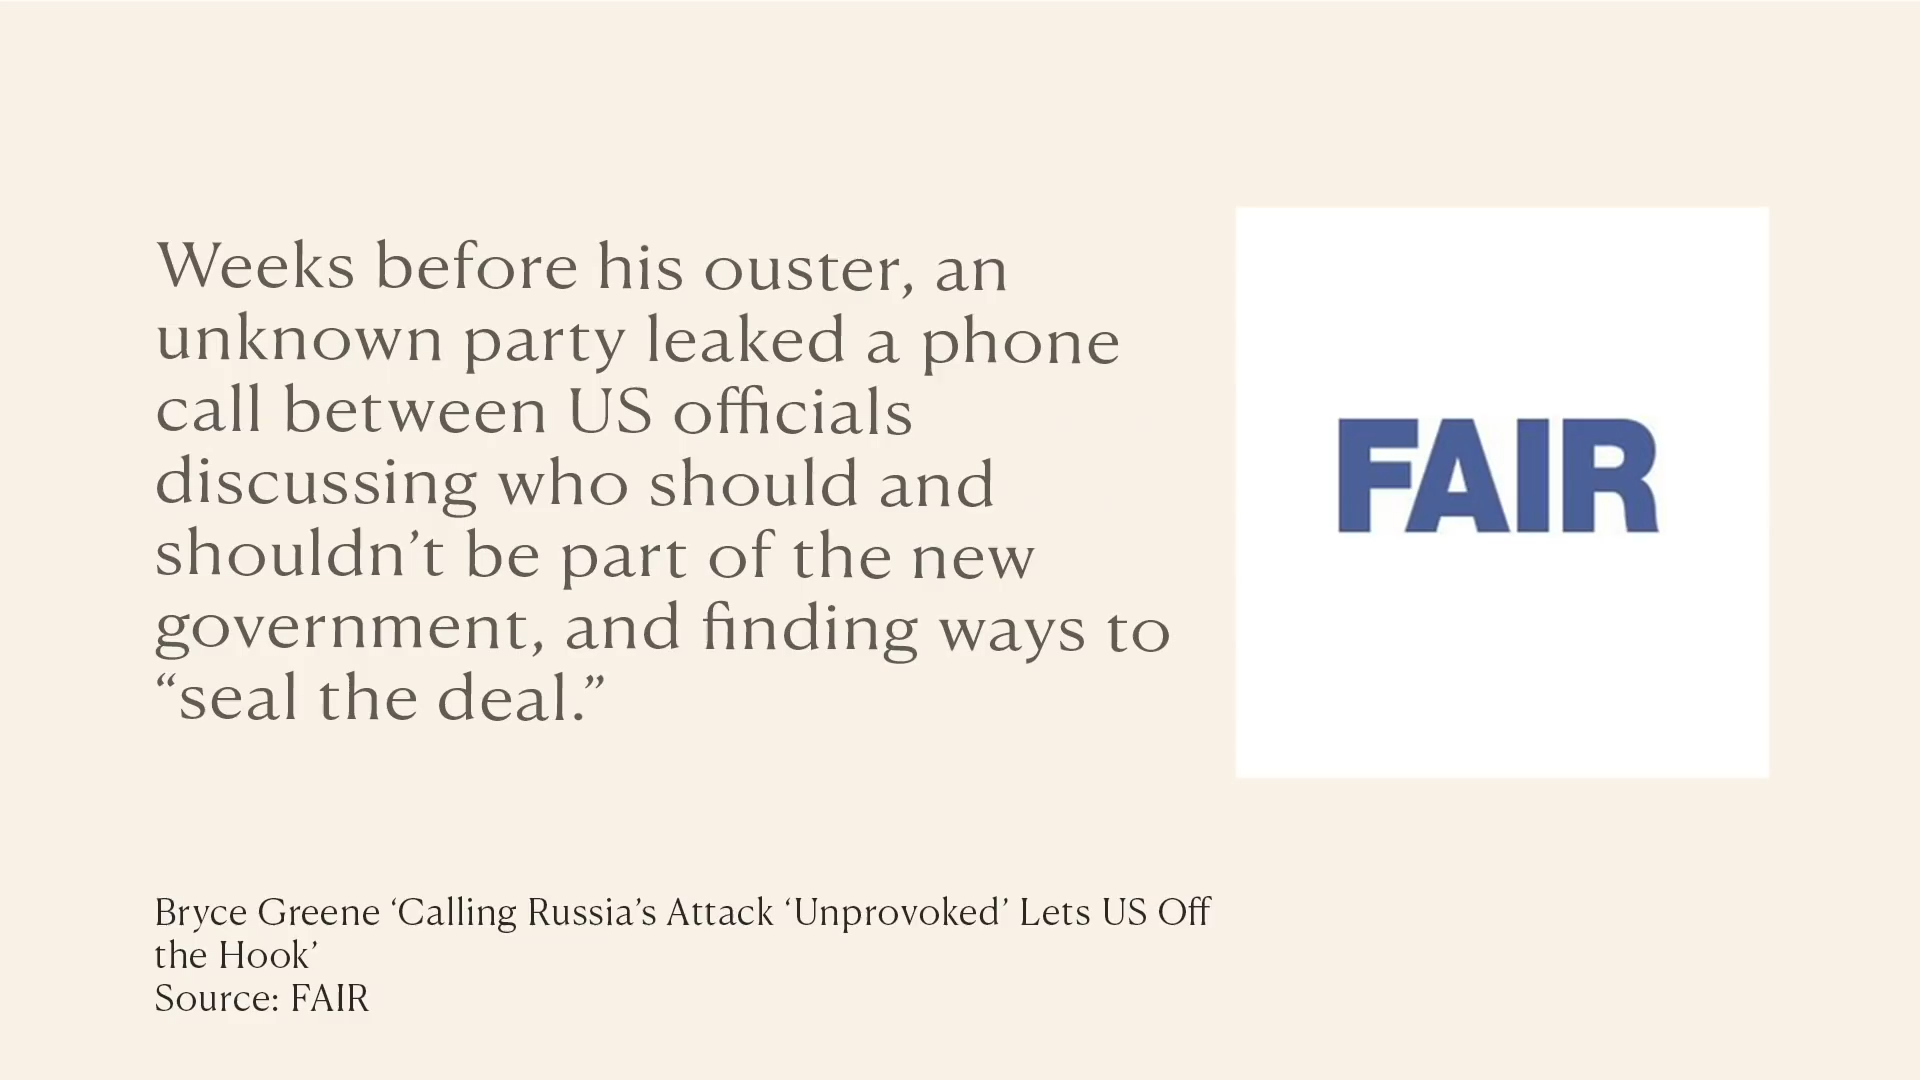 Weeks before his ouster, an
unknown party leaked a phone
call between US officials
discussing who should and
shouldn’t be part of the new
government, and finding ways to
“seal the deal.”
FAIR
Bryce Greene ‘Calling Russia’s Attack ‘Unprovoked’ Lets US Off
the Hook’
Source: FAIR